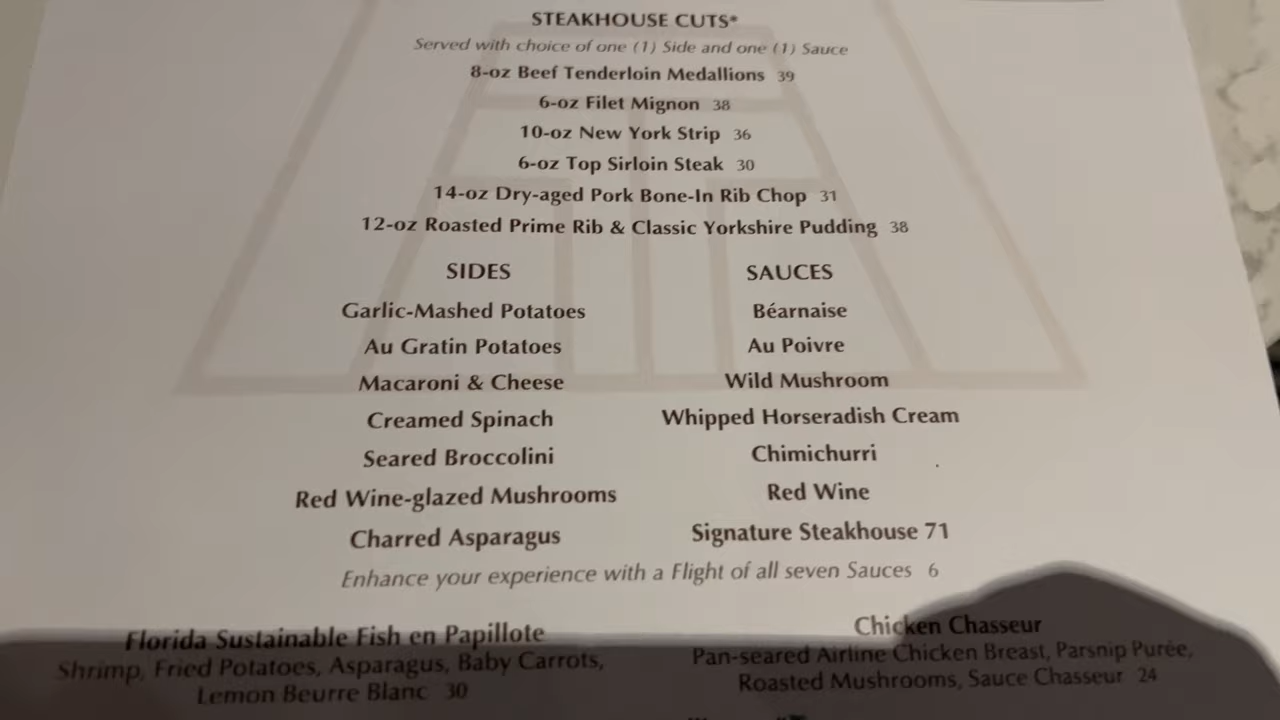 STEAKHOUSE CUTS*
Served with choice of one (1) Side and one (1) Sauce
8-oz Beef Tenderloin Medallions 39
6-oz Filet Mignon 38
10-oz New York Strip 36
6-oz Top Sirloin Steak 30
14-oz Dry-aged Pork Bone-In Rib Chop 31
12-oz Roasted Prime Rib & Classic Yorkshire Pudding 38
SIDES
Garlic-Mashed Potatoes
Au Gratin Potatoes
Macaroni & Cheese
Creamed Spinach
Seared Broccolini
Red Wine-glazed Mushrooms
Charred Asparagus
SAUCES
Béarnaise
Au Poivre
Wild Mushroom
Whipped Horseradish Cream
Chimichurri
Red Wine
Signature Steakhouse 71
Enhance your experience with a Flight of all seven Sauces 6
Florida Sustainable Fish en Papillote
Shrimp, Fried Potatoes, Asparagus, Baby Carrots,
Lemon Beurre Blanc 30
Chicken Chasseur
Pan-seared Airline Chicken Breast, Parsnip Purée,
Roasted Mushrooms, Sauce Chasseur 24